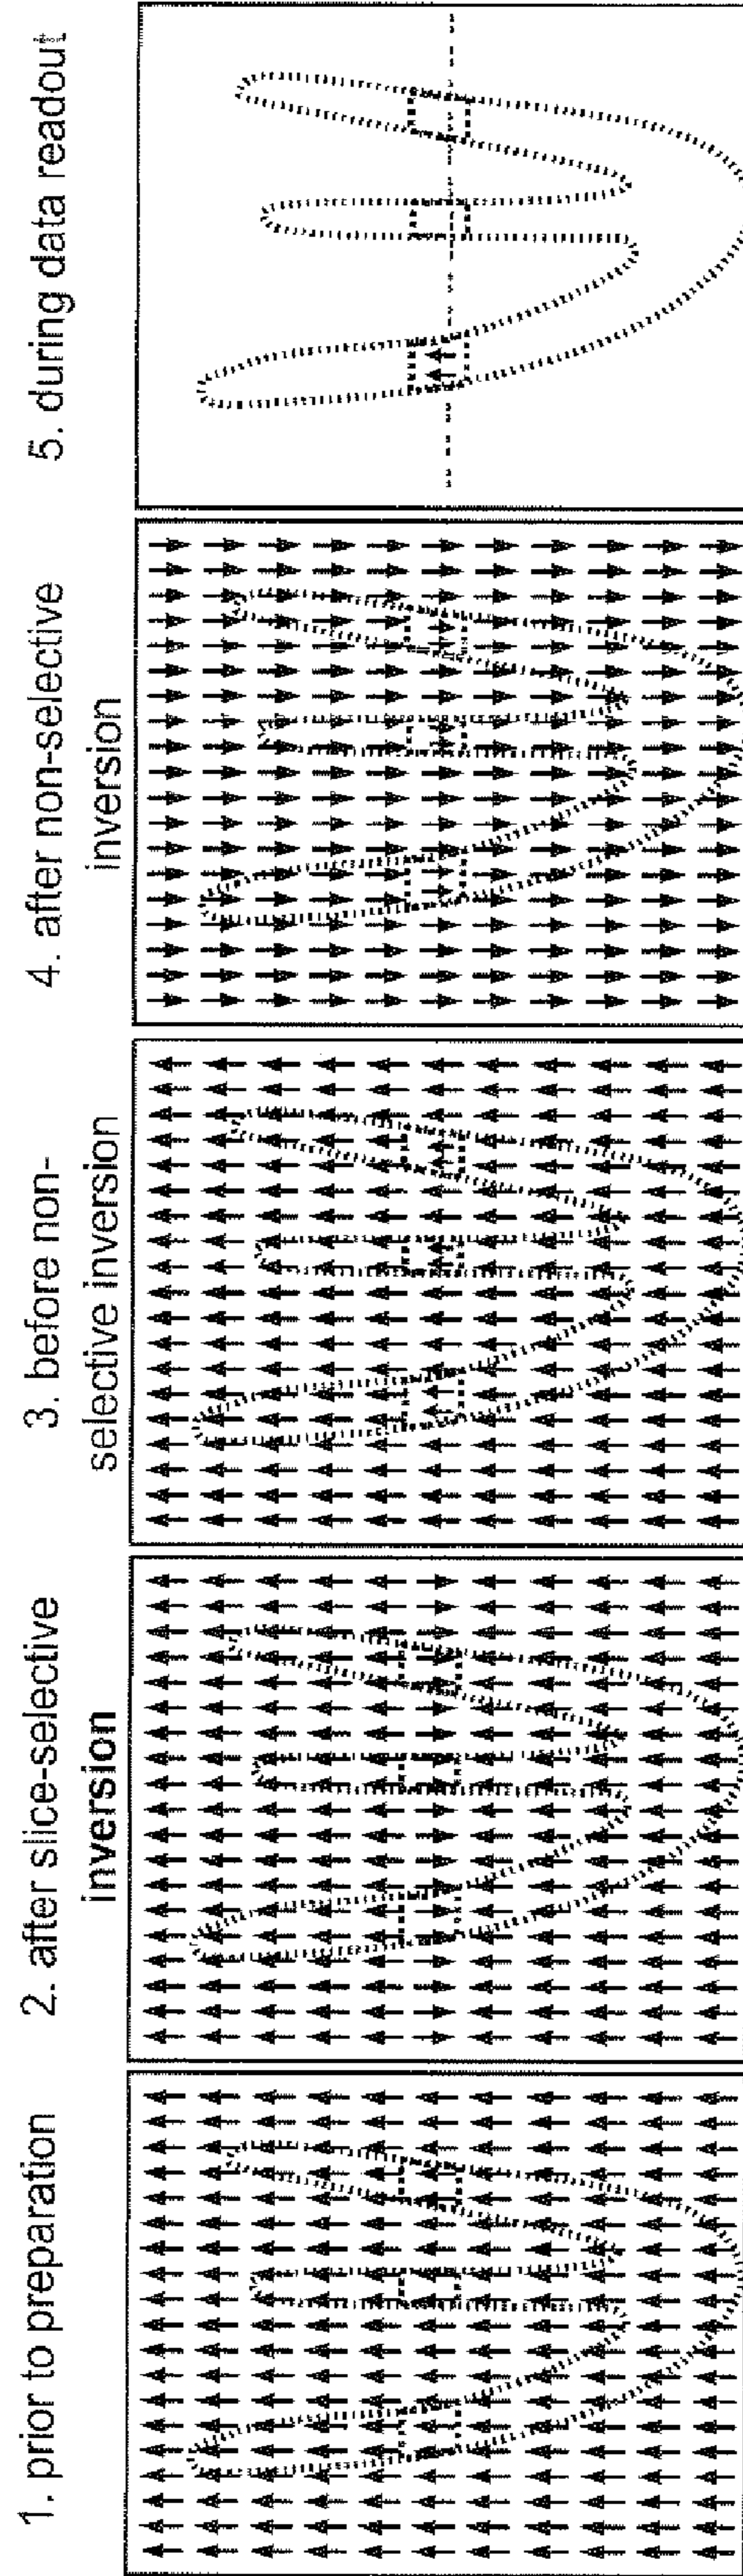 1. prior to preparation
2. after slice-selective
inversion
3. before non-
selective inversion
4. after non-selective
inversion
5. during data readout